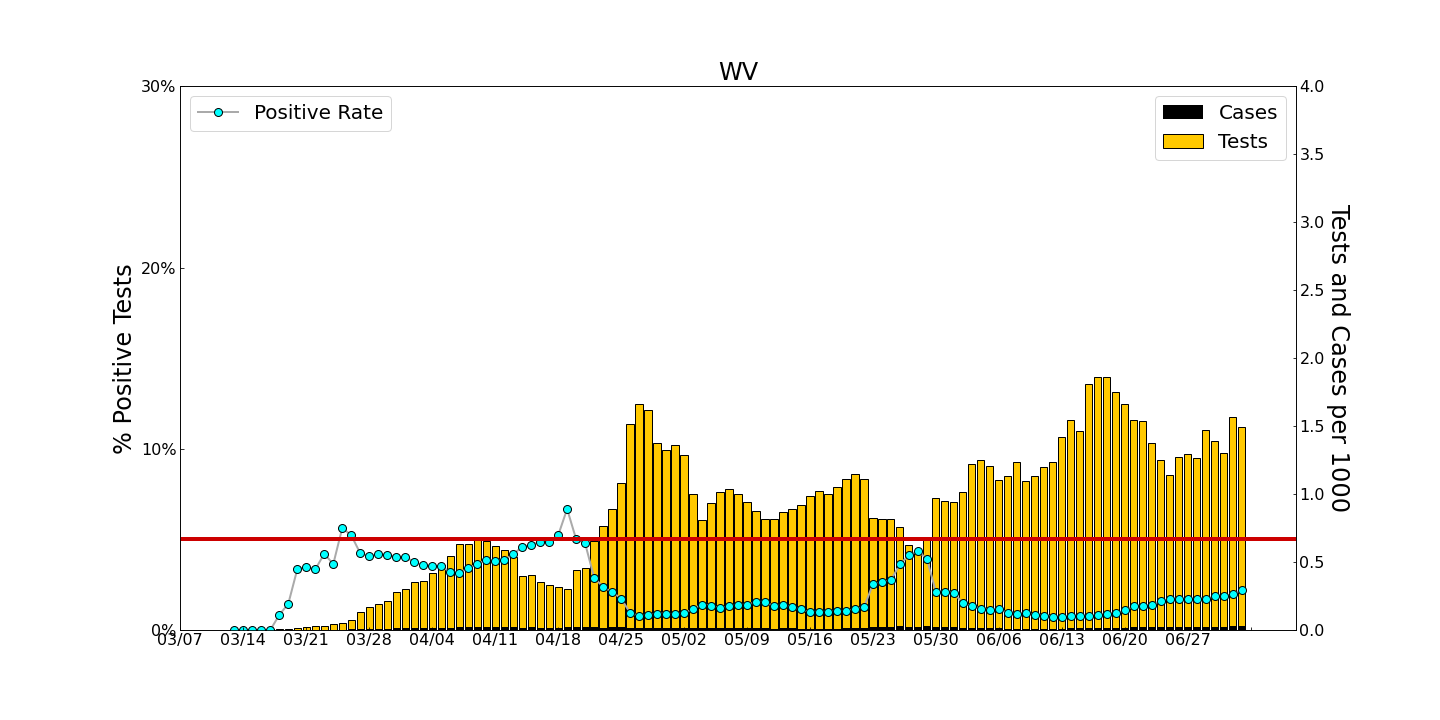 WV
30%
20%
10%
0%
% Positive Tests
Positive Rate
Cases
Tests
4.0
3.5
3.0
2.5
2.0
1.5
1.0
0.5
0.0
Tests and Cases per 1000
03/07 03/14 03/21 03/28 04/04 04/11 04/18 04/25 05/02 05/09 05/16 05/23 05/30 06/06 06/13 06/20 06/27